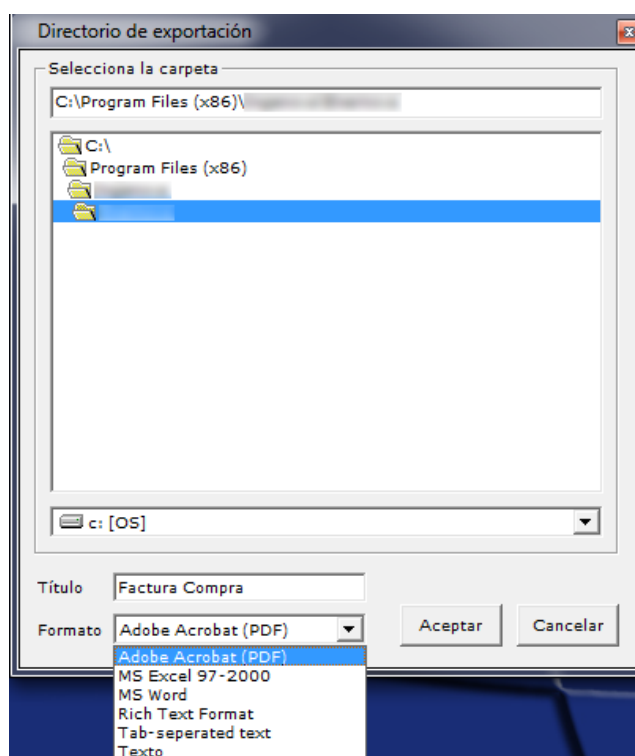 Directorio de exportación
Selecciona la carpeta
C:\Program Files (x86)\
C:\
Program Files (x86)
c: [OS]
Título Factura Compra
Formato Adobe Acrobat (PDF) Aceptar Cancelar
Adobe Acrobat (PDF)
MS Excel 97-2000
MS Word
Rich Text Format
Tab-seperated text
Texto